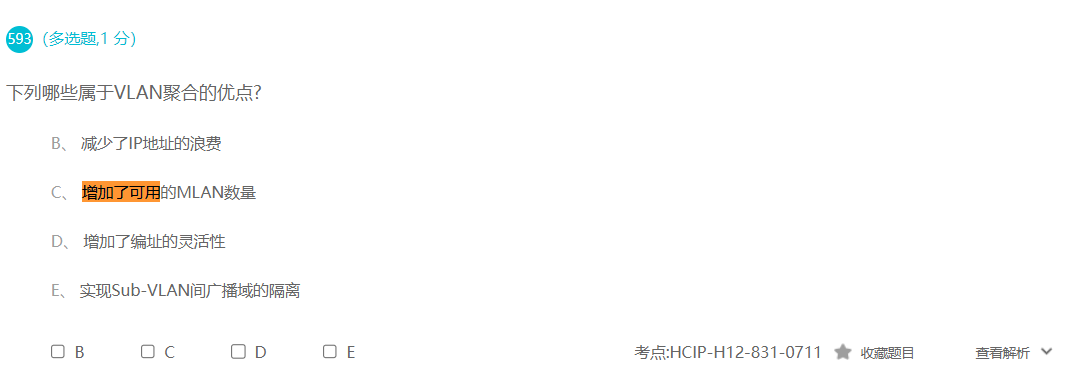 593 (多选题,1 分)
下列哪些属于VLAN聚合的优点?
B、 减少了IP地址的浪费
C、 增加了可用的MLAN数量
D、 增加了编址的灵活性
E、 实现Sub-VLAN间广播域的隔离
B C D E 考点:HCIP-H12-831-0711 收藏题目 查看解析